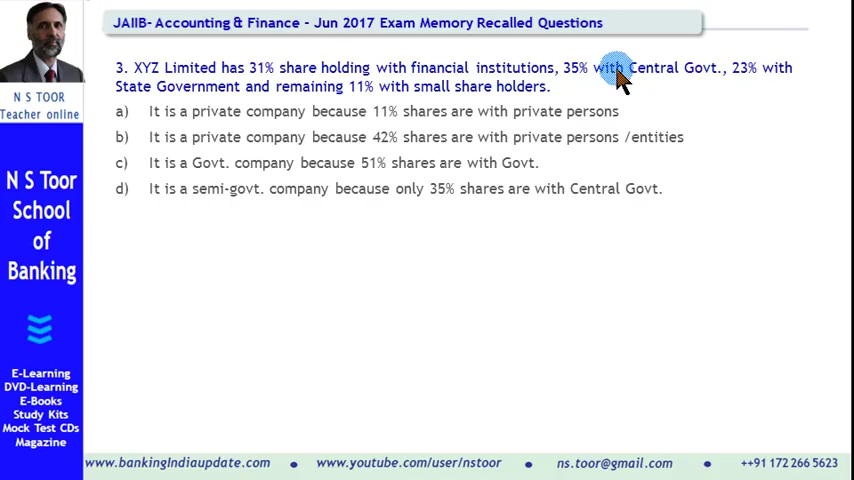 JAIIB- Accounting & Finance - Jun 2017 Exam Memory Recalled Questions
N S TOOR
Teacher online
N S Toor
School
of
Banking
E-Learning
DVD-Learning
E-Books
Study Kits
Mock Test CDs
Magazine
3. XYZ Limited has 31% share holding with financial institutions, 35% with Central Govt., 23% with
State Government and remaining 11% with small share holders.
a) It is a private company because 11% shares are with private persons
b) It is a private company because 42% shares are with private persons /entities
c) It is a Govt. company because 51% shares are with Govt.
d) It is a semi-govt. company because only 35% shares are with Central Govt.
www.bankingIndiaupdate.com ● www.youtube.com/user/nstoor ● ns.toor@gmail.com ● ++91 172 266 5623